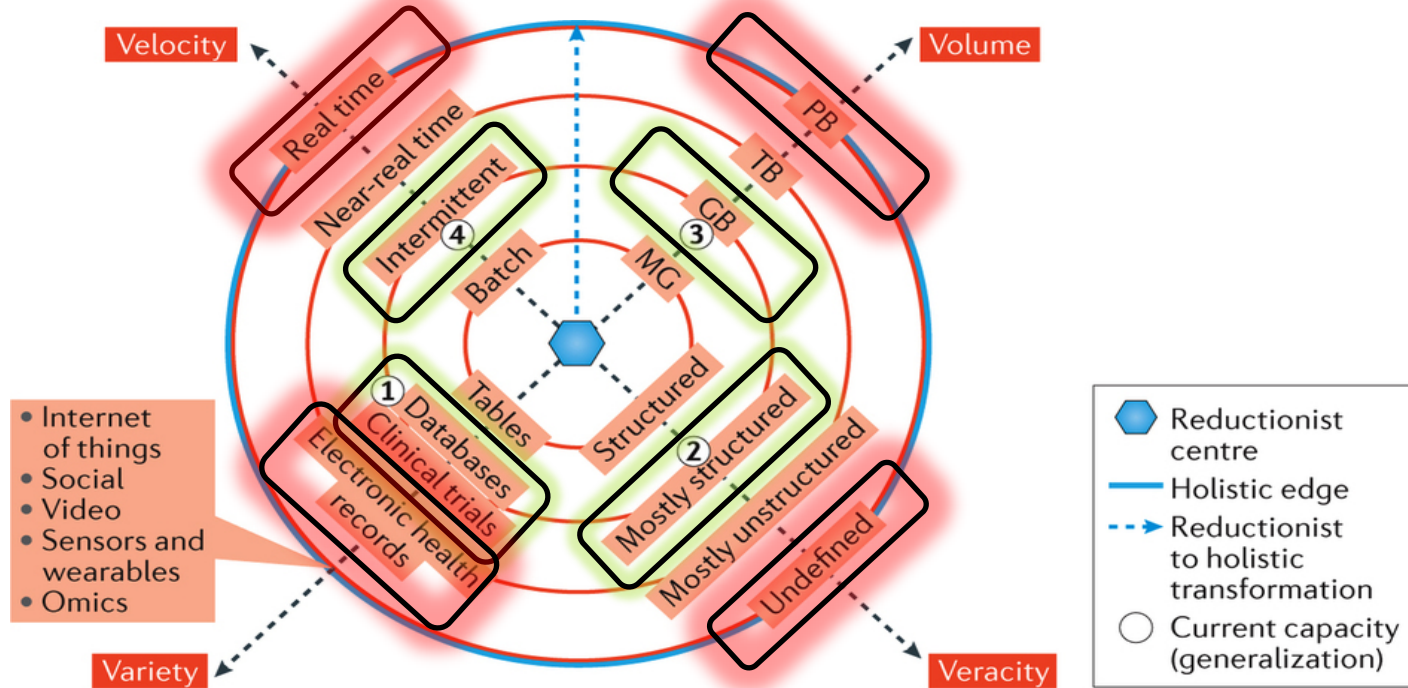 Velocity
Volume
Real time
PB
Near-real time
TB
Intermittent
GB
4
3
Batch
MG
1
Tables
Structured
Databases
2
Mostly structured
Clinical trials
Mostly unstructured
Electronic health
records
Undefined
• Internet
of things
• Social
• Video
• Sensors and
wearables
• Omics
Variety
Veracity
Reductionist
centre
Holistic edge
Reductionist
to holistic
transformation
Current capacity
(generalization)